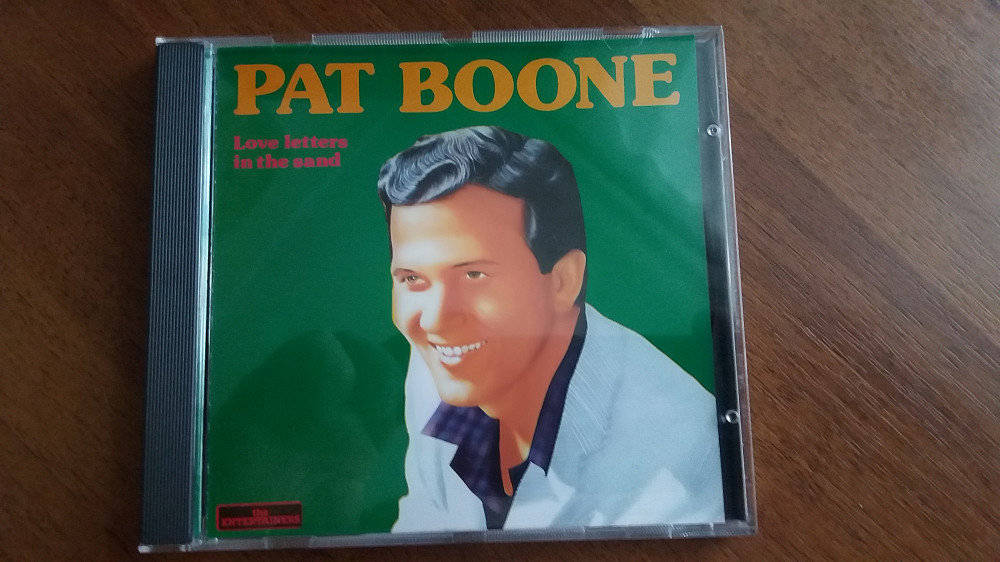 PAT BOONE
Love letters
in the sand
the
ENTERTAINERS